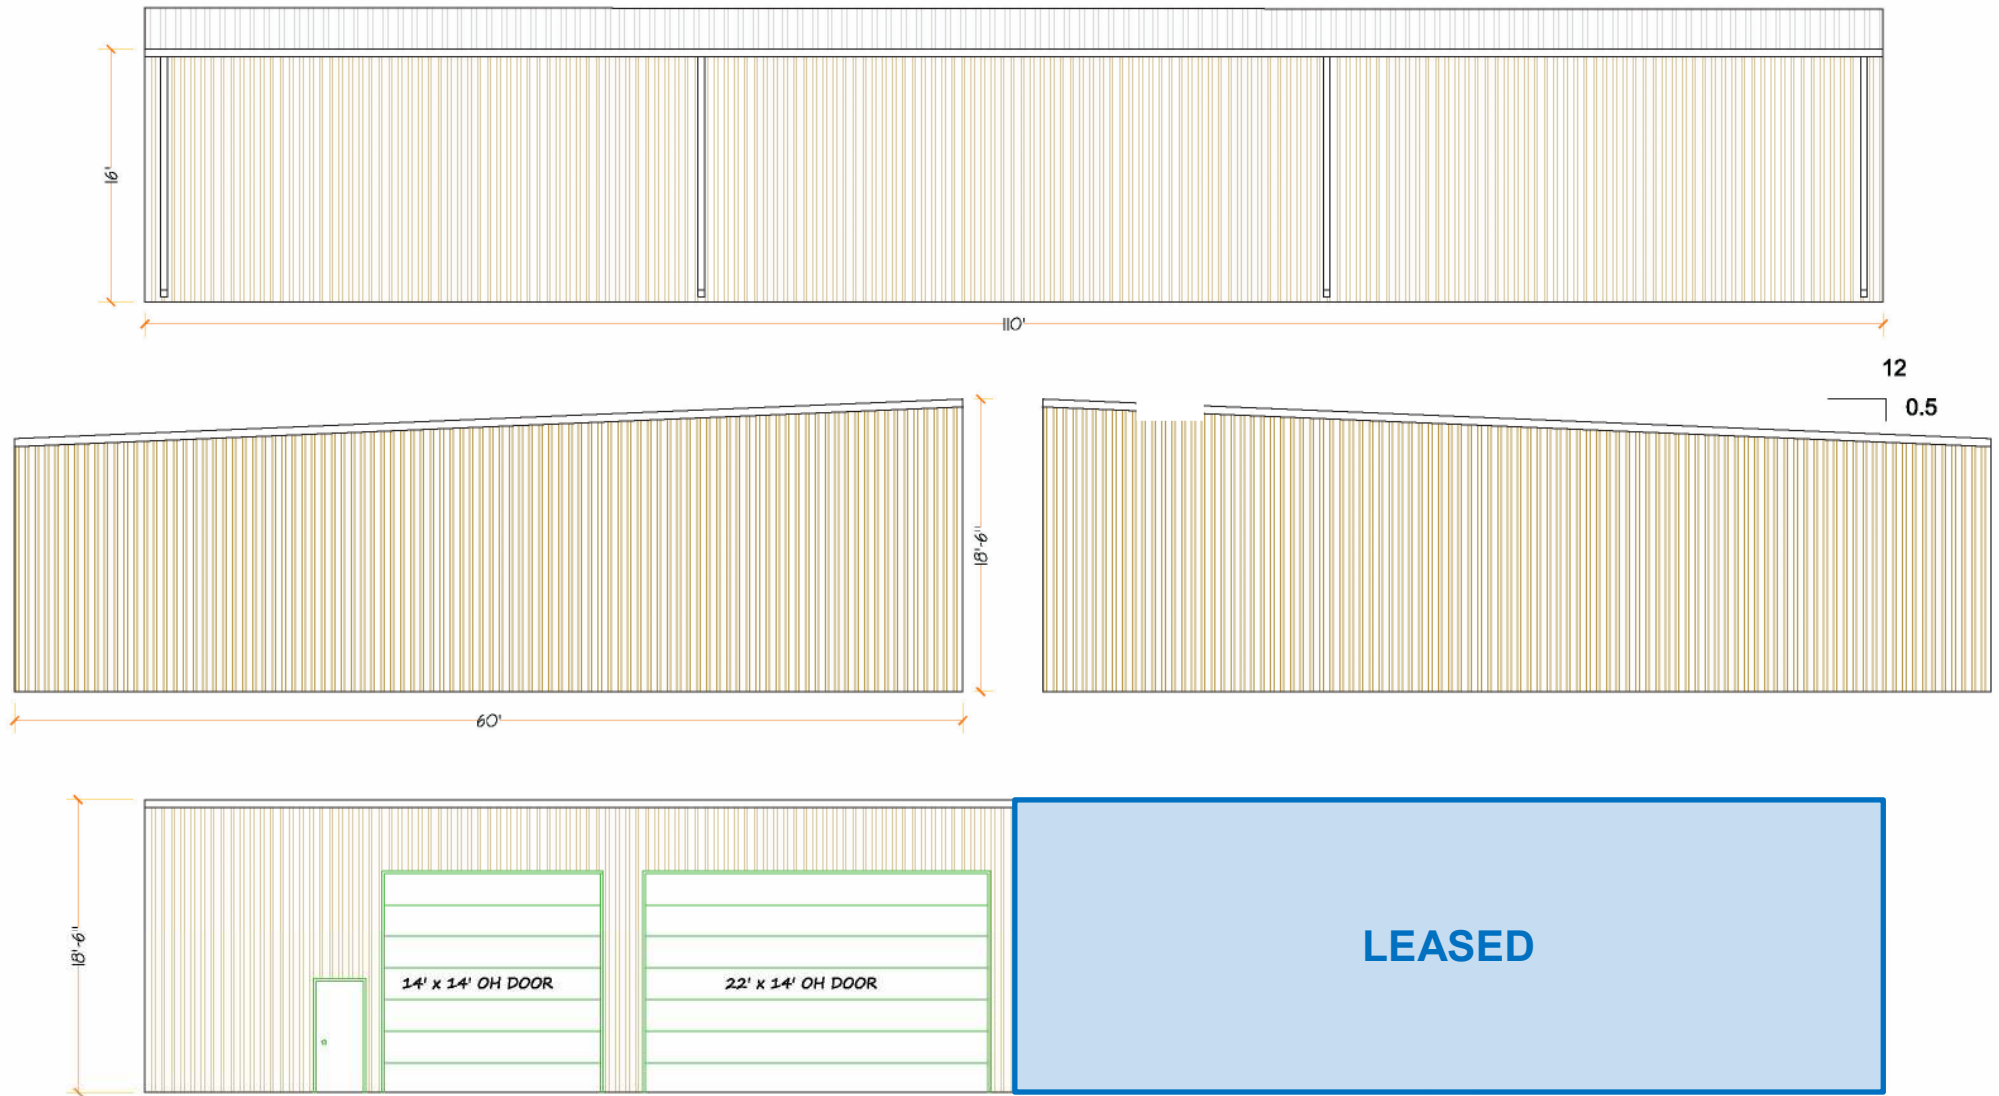 16'
110'
12
0.5
18'-6"
60'
18'-6"
14' x 14' OH DOOR
22' x 14' OH DOOR
LEASED